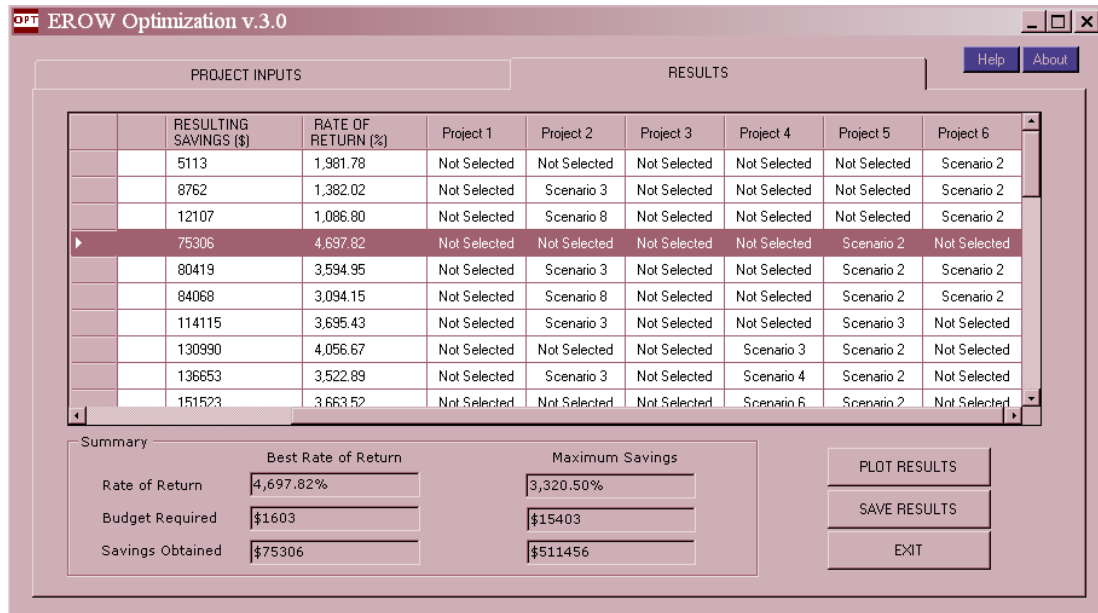 OPT EROW Optimization v.3.0
Help About
PROJECT INPUTS RESULTS
RESULTING SAVINGS ($) RATE OF RETURN (%) Project 1 Project 2 Project 3 Project 4 Project 5 Project 6
5113 1,981.78 Not Selected Not Selected Not Selected Not Selected Not Selected Scenario 2
8762 1,382.02 Not Selected Scenario 3 Not Selected Not Selected Not Selected Scenario 2
12107 1,086.80 Not Selected Scenario 8 Not Selected Not Selected Not Selected Scenario 2
75306 4,697.82 Not Selected Not Selected Not Selected Not Selected Scenario 2 Not Selected
80419 3,594.95 Not Selected Scenario 3 Not Selected Not Selected Scenario 2 Scenario 2
84068 3,094.15 Not Selected Scenario 8 Not Selected Not Selected Scenario 2 Scenario 2
114115 3,695.43 Not Selected Scenario 3 Not Selected Not Selected Scenario 3 Not Selected
130990 4,056.67 Not Selected Not Selected Not Selected Scenario 3 Scenario 2 Not Selected
136653 3,522.89 Not Selected Scenario 3 Not Selected Scenario 4 Scenario 2 Not Selected
151523 3,663.52 Not Selected Not Selected Not Selected Scenario 6 Scenario 2 Not Selected
Summary
Best Rate of Return Maximum Savings
Rate of Return 4,697.82% 3,320.50%
Budget Required $1603 $15403
Savings Obtained $75306 $511456
PLOT RESULTS
SAVE RESULTS
EXIT